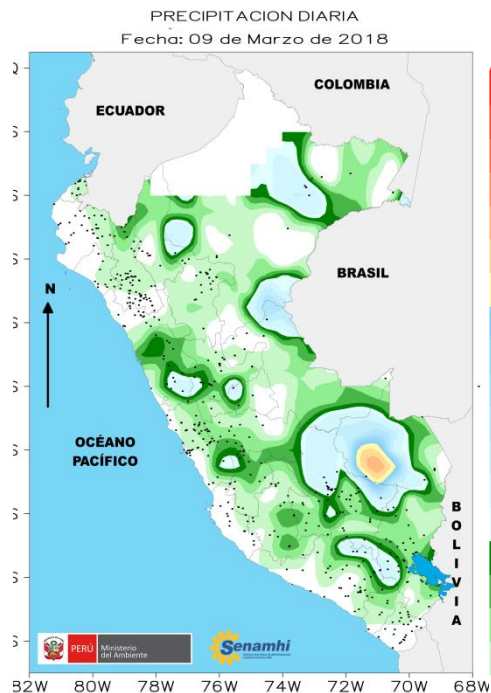 PRECIPITACION DIARIA
Fecha: 09 de Marzo de 2018
COLOMBIA
ECUADOR
BRASIL
N
OCÉANO
PACÍFICO
BOLIVIA
PERÚ
Ministerio
del Ambiente
Senamhi
82W 80W 78W 76W 74W 72W 70W 68W